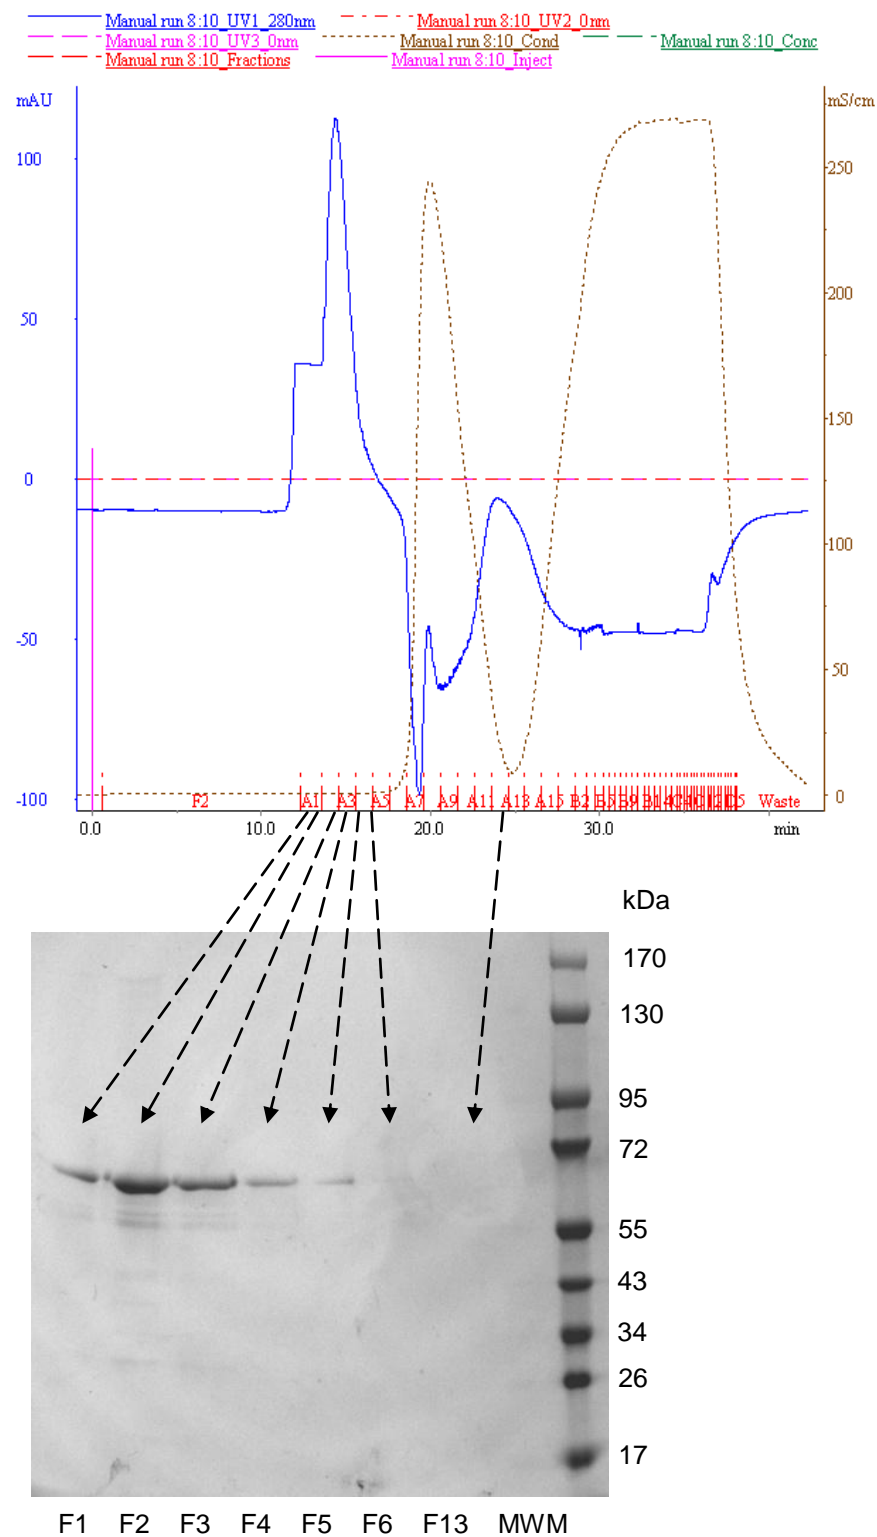 Manual run 8:10_UV1_280nm Manual run 8:10_UV2_0nm
Manual run 8:10_UV3_0nm Manual run 8:10_Cond Manual run 8:10_Conc
Manual run 8:10_Fractions Manual run 8:10_Inject
mAU mS/cm
100
250
200
50
150
0
100
-50
50
-100 0
F2 A1 A3 A5 A7 A9 A11 A13 A15 B2 B5 B9 Waste
0.0 10.0 20.0 30.0 min
kDa
170
130
95
72
55
43
34
26
17
F1 F2 F3 F4 F5 F6 F13 MWM